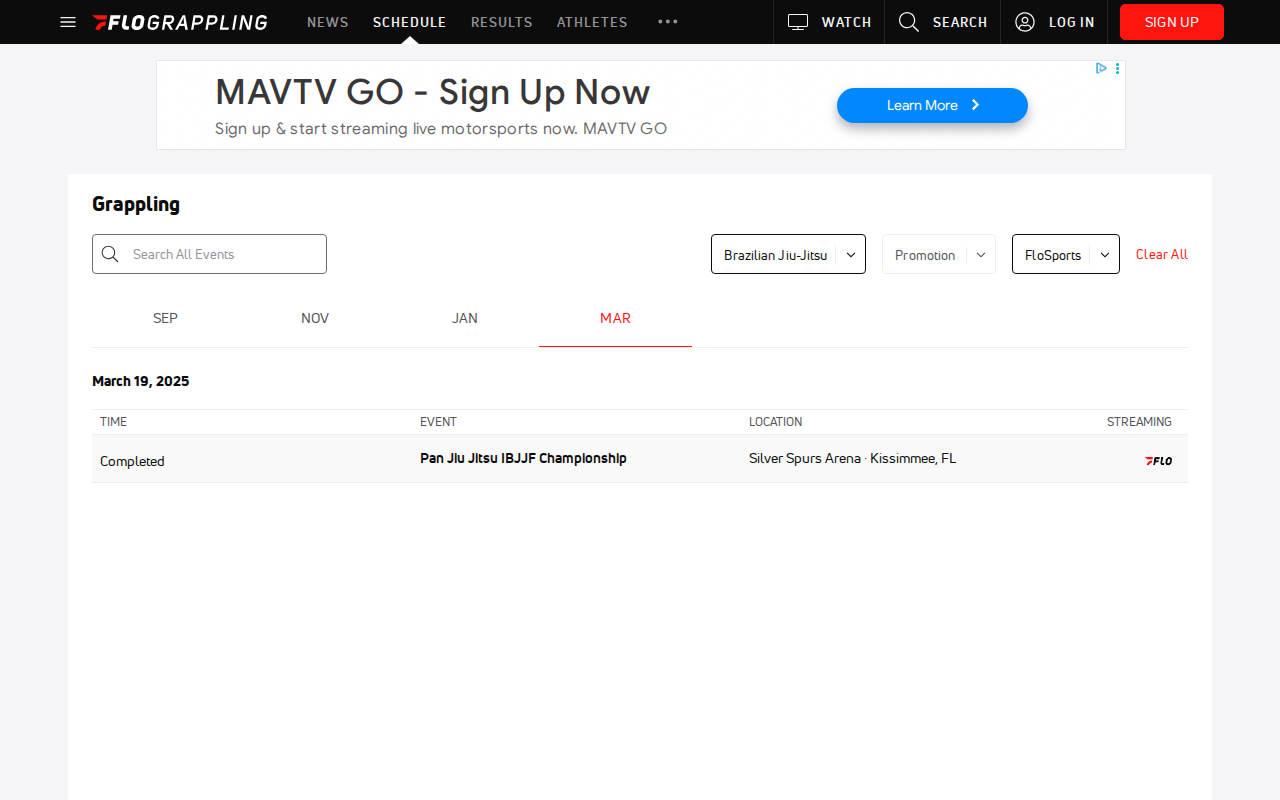 FLOGRAPPLING NEWS SCHEDULE RESULTS ATHLETES WATCH SEARCH LOG IN SIGN UP
MAVTV GO - Sign Up Now
Sign up & start streaming live motorsports now. MAVTV GO
Learn More
Grappling
Search All Events
Brazilian Jiu-Jitsu
Promotion
FloSports
Clear All
SEP NOV JAN MAR
March 19, 2025
TIME EVENT LOCATION STREAMING
Completed Pan Jiu Jitsu IBJJF Championship Silver Spurs Arena · Kissimmee, FL FLO